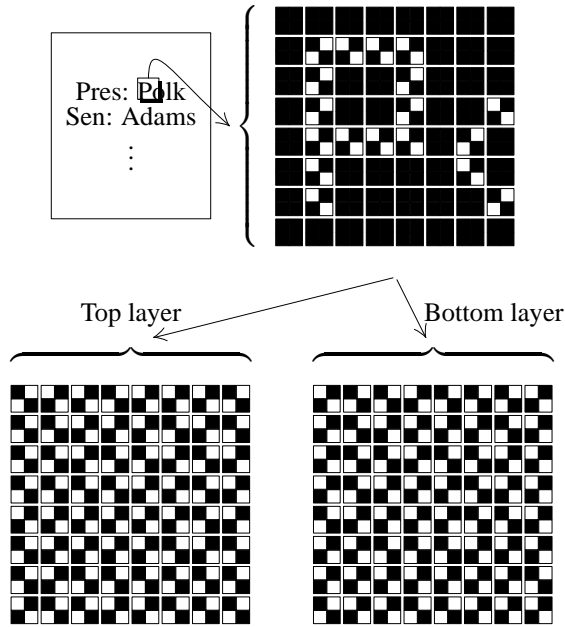 Pres: Polk
Sen: Adams
⋮
Top layer
Bottom layer